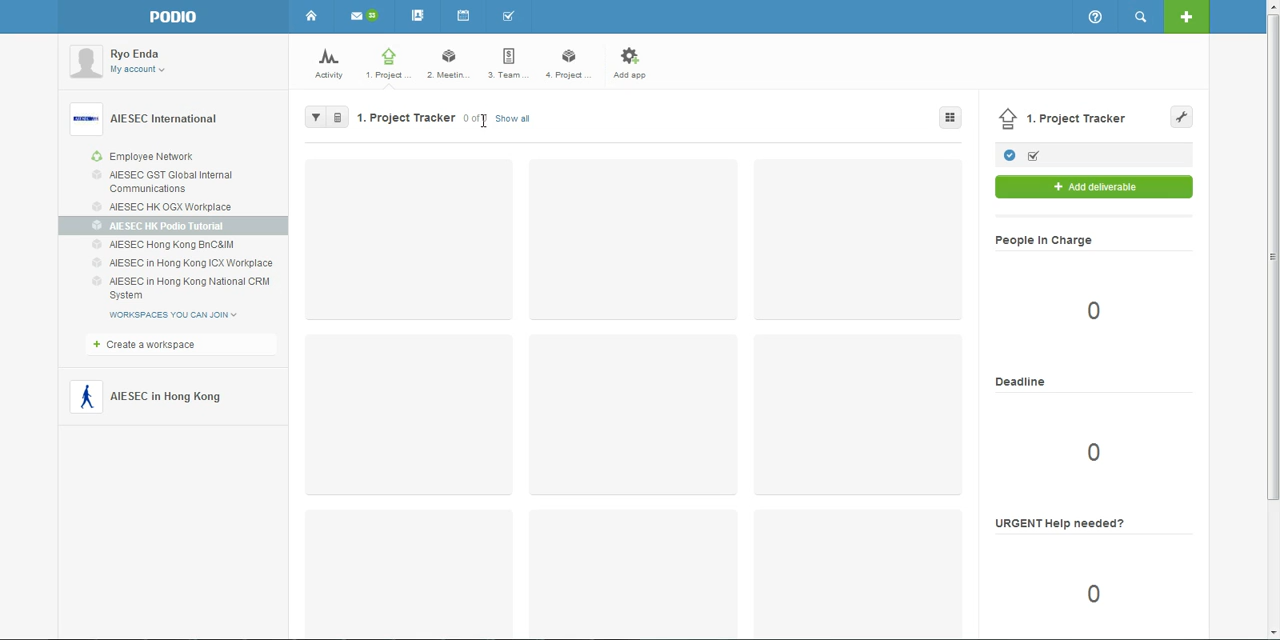 PODIO
33
Ryo Enda
My account
AIESEC International
Employee Network
AIESEC GST Global Internal
Communications
AIESEC HK OGX Workplace
AIESEC HK Podio Tutorial
AIESEC Hong Kong BnC&IM
AIESEC in Hong Kong ICX Workplace
AIESEC in Hong Kong National CRM
System
WORKSPACES YOU CAN JOIN
+ Create a workspace
AIESEC in Hong Kong
Activity
1. Project ...
2. Meetin...
3. Team ...
4. Project ...
Add app
1. Project Tracker
0 of
Show all
1. Project Tracker
+ Add deliverable
People In Charge
0
Deadline
0
URGENT Help needed?
0